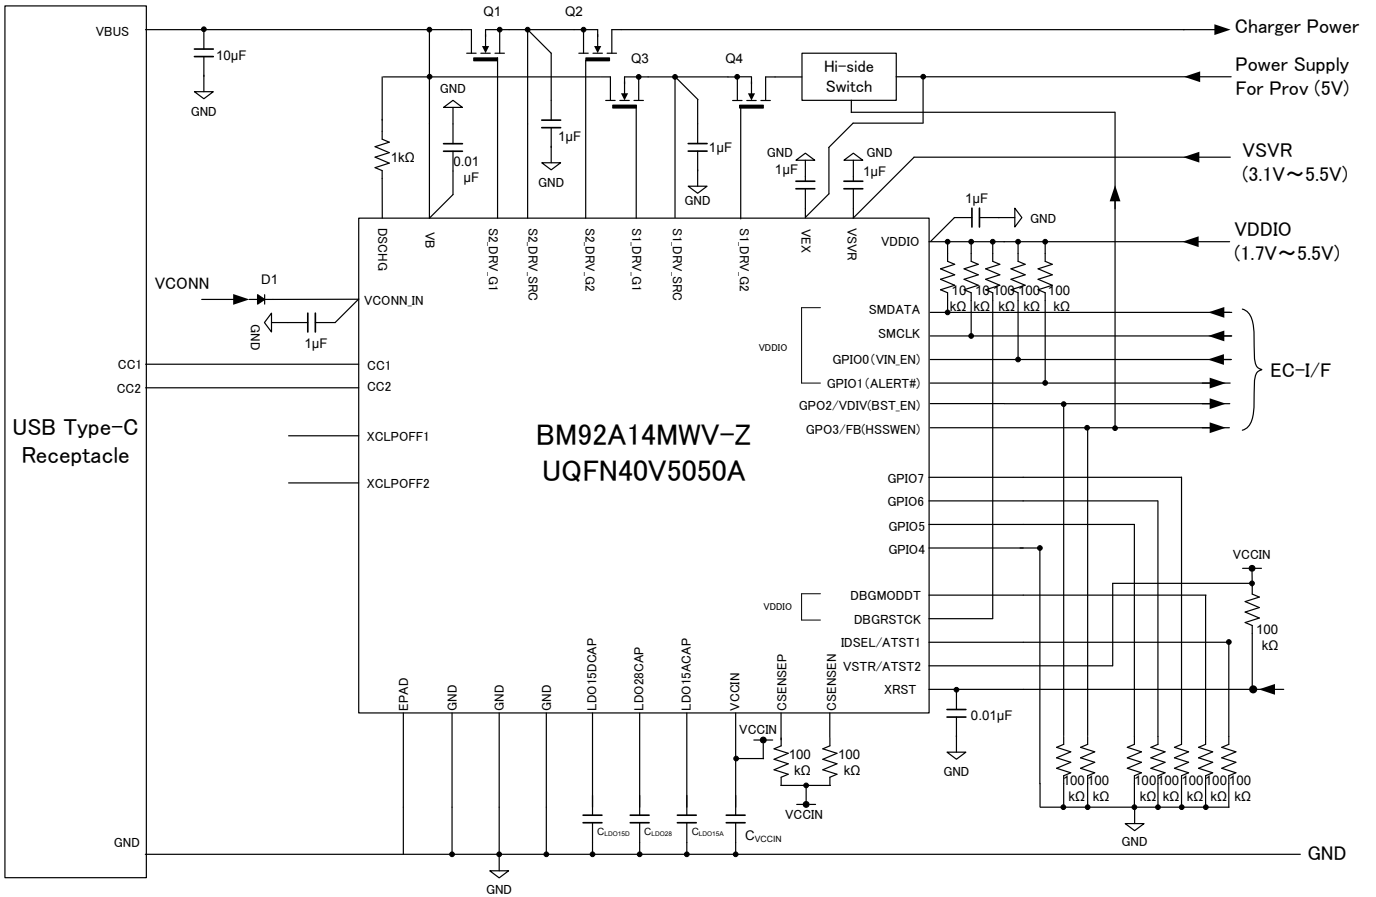 VBUS
10μF
GND
Q1
Q2
Q3
Q4
1μF
GND
GND
0.01
μF
1kΩ
1μF
GND
Hi-side
Switch
Charger Power
Power Supply
For Prov (5V)
VSVR
(3.1V～5.5V)
VDDIO
(1.7V～5.5V)
GND
1μF
GND
1μF
1μF
GND
DSCHG
VB
S2_DRV_G1
S2_DRV_SRC
S2_DRV_G2
S1_DRV_G1
S1_DRV_SRC
S1_DRV_G2
VEX
VSVR
VDDIO
VCONN
D1
VCONN_IN
GND
1μF
CC1
CC1
CC2
CC2
XCLPOFF1
XCLPOFF2
USB Type-C
Receptacle
BM92A14MWV-Z
UQFN40V5050A
10
kΩ
10
kΩ
100
kΩ
100
kΩ
100
kΩ
VDDIO
SMDATA
SMCLK
GPIO0(VIN_EN)
GPIO1(ALERT#)
GPO2/VDIV(BST_EN)
GPO3/FB(HSSWEN)
EC-I/F
GPIO7
GPIO6
GPIO5
GPIO4
VDDIO
DBGMODDT
DBGRSTCK
IDSEL/ATST1
VSTR/ATST2
XRST
VCCIN
100
kΩ
0.01μF
GND
EPAD
GND
GND
GND
LDO15DCAP
LDO28CAP
LDO15ACAP
VCCIN
CSENSEP
CSENSEN
VCCIN
100
kΩ
100
kΩ
VCCIN
100
kΩ
100
kΩ
100
kΩ
100
kΩ
100
kΩ
100
kΩ
100
kΩ
GND
CLDO15D
CLDO28
CLDO15A
CVCCIN
GND
GND
GND